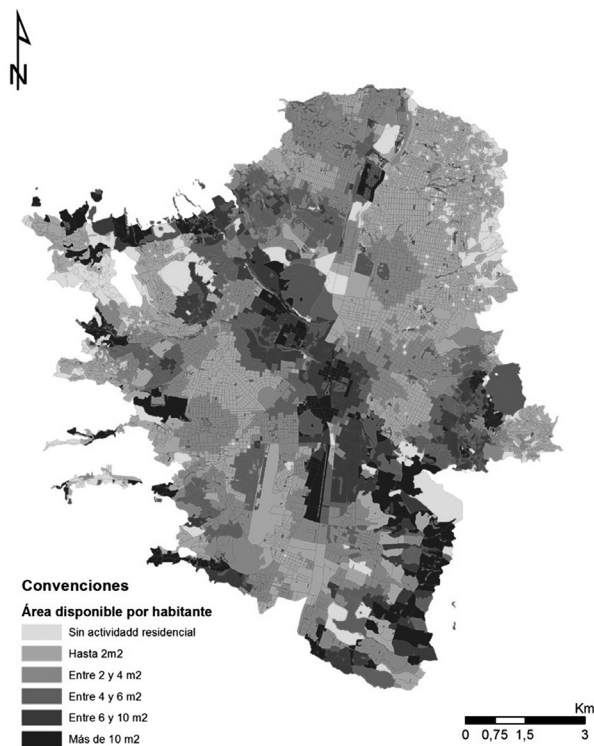 N
Convenciones
Área disponible por habitante
Sin actividadd residencial
Hasta 2m2
Entre 2 y 4 m2
Entre 4 y 6 m2
Entre 6 y 10 m2
Más de 10 m2
Km
0 0,75 1,5 3